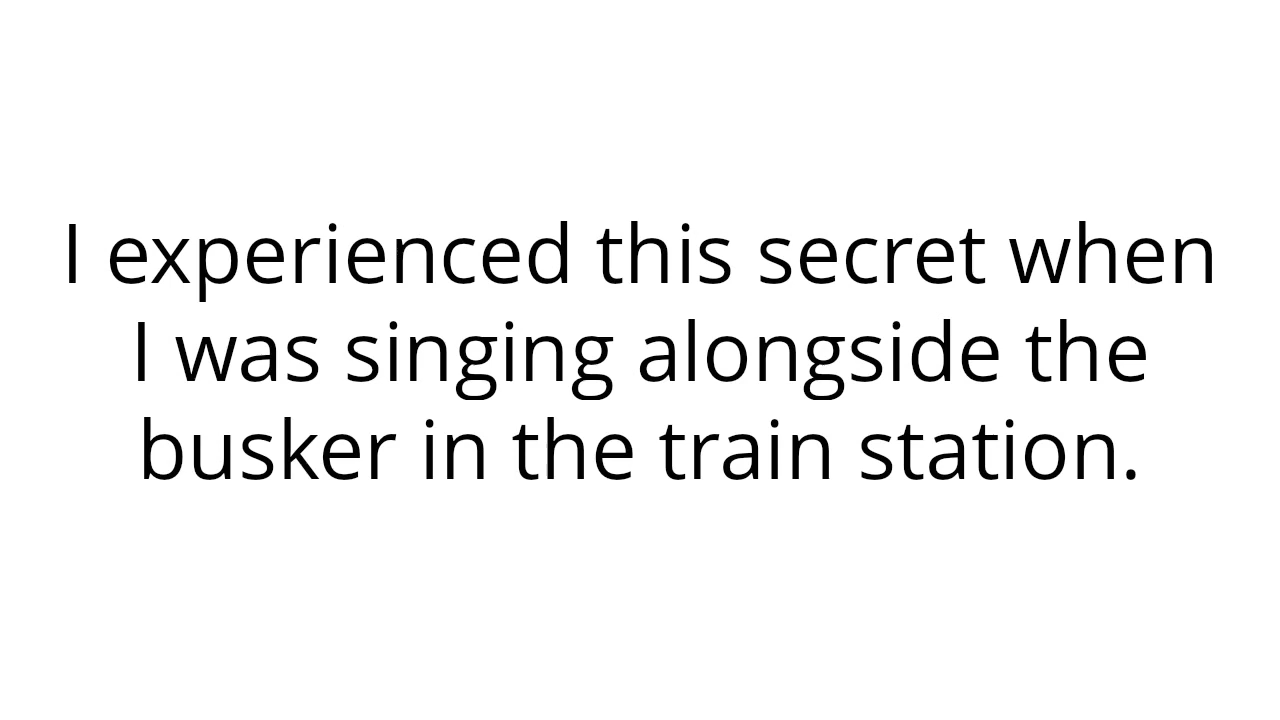 I experienced this secret when
I was singing alongside the
busker in the train station.